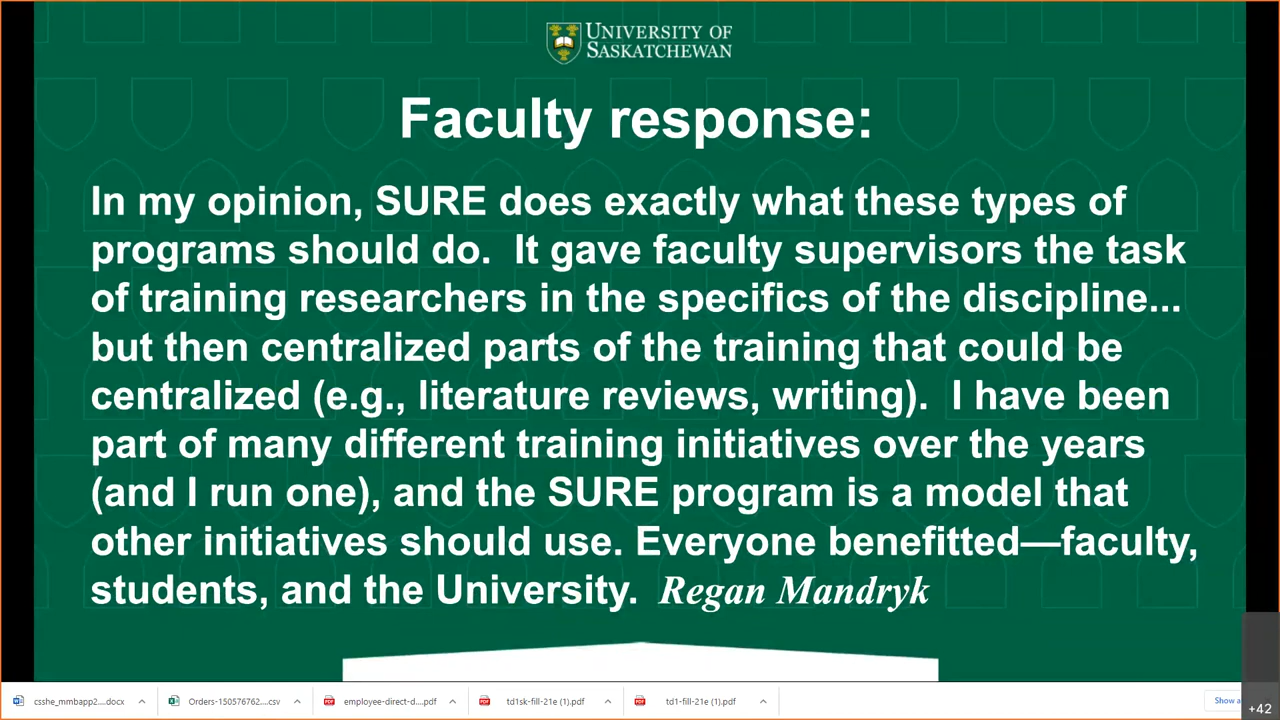 UNIVERSITY OF
SASKATCHEWAN
Faculty response:
In my opinion, SURE does exactly what these types of
programs should do.  It gave faculty supervisors the task
of training researchers in the specifics of the discipline...
but then centralized parts of the training that could be
centralized (e.g., literature reviews, writing).  I have been
part of many different training initiatives over the years
(and I run one), and the SURE program is a model that
other initiatives should use. Everyone benefitted—faculty,
students, and the University.  Regan Mandryk
csshe_mmbapp2....docx
Orders-150576762....csv
employee-direct-d....pdf
td1sk-fill-21e (1).pdf
td1-fill-21e (1).pdf
Show a
+42